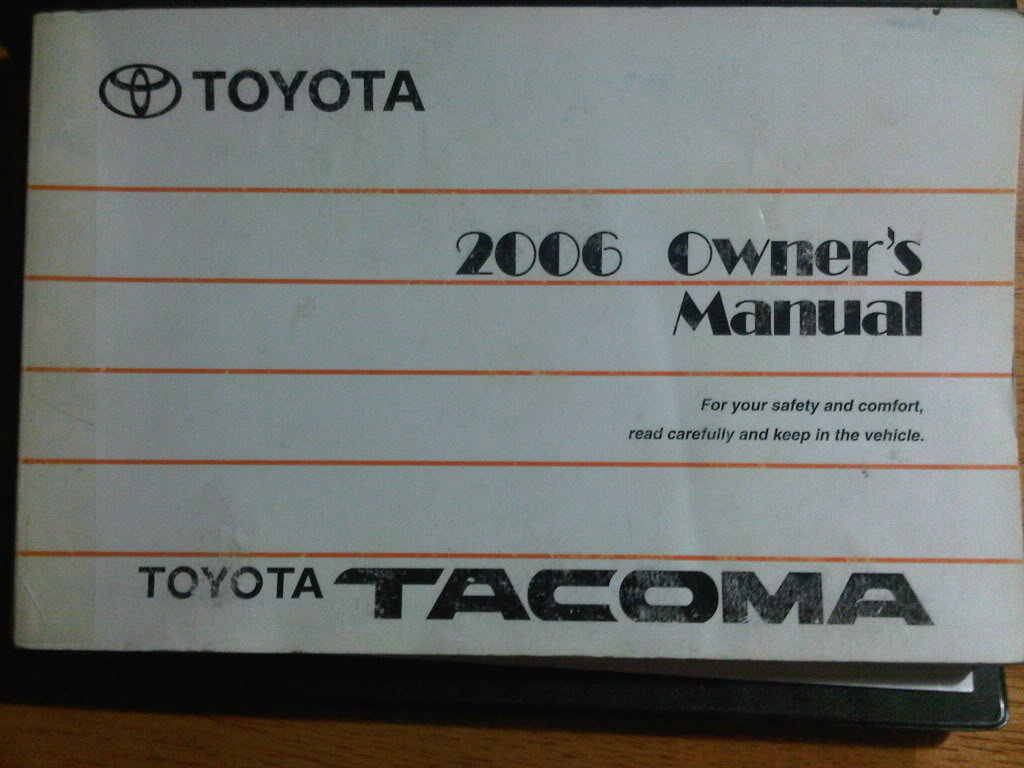 TOYOTA
2006 Owner's
Manual
For your safety and comfort,
read carefully and keep in the vehicle.
TOYOTA TACOMA